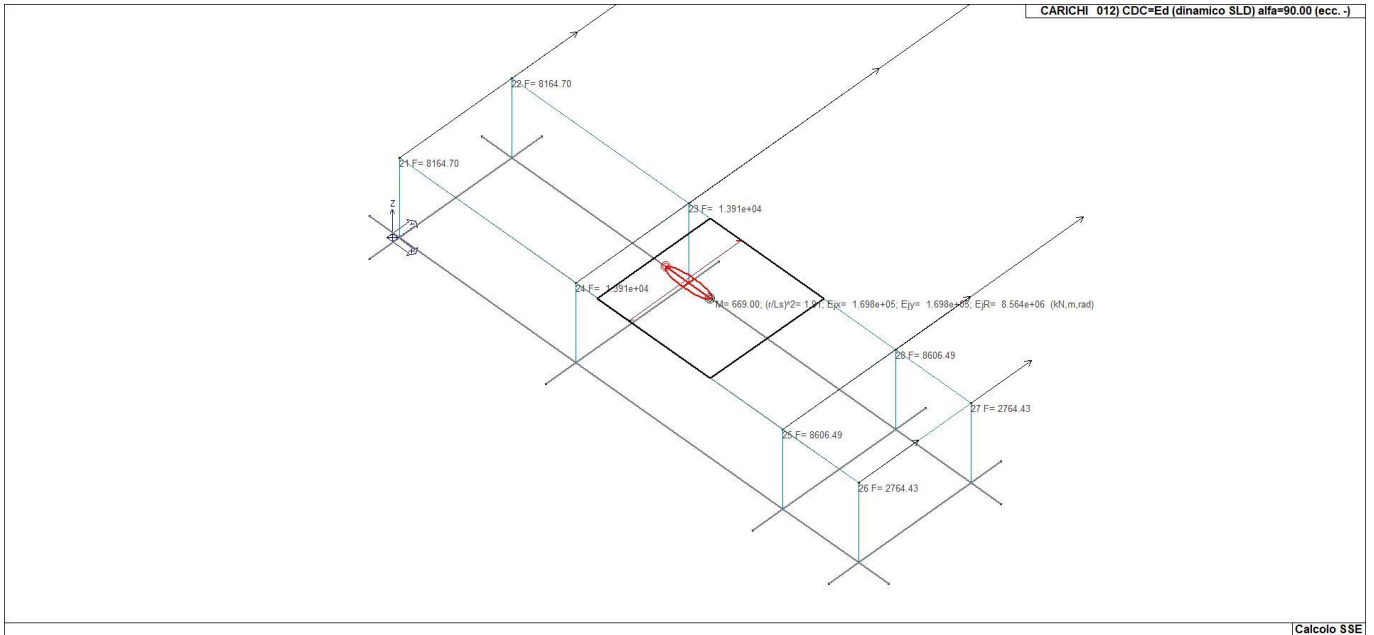 CARICHI 012) CDC=Ed (dinamico SLD) alfa=90.00 (ecc. -)
22 F= 8164.70
21 F= 8164.70
Z
23 F= 1.391e+04
24 F= 1.391e+04
M= 669.00; (r/Ls)^2= 1.91; Ejx= 1.698e+05; Ejy= 1.698e+05; EjR= 8.564e+06 (kN,m,rad)
28 F= 8606.49
27 F= 2764.43
25 F= 8606.49
26 F= 2764.43
Calcolo SSE